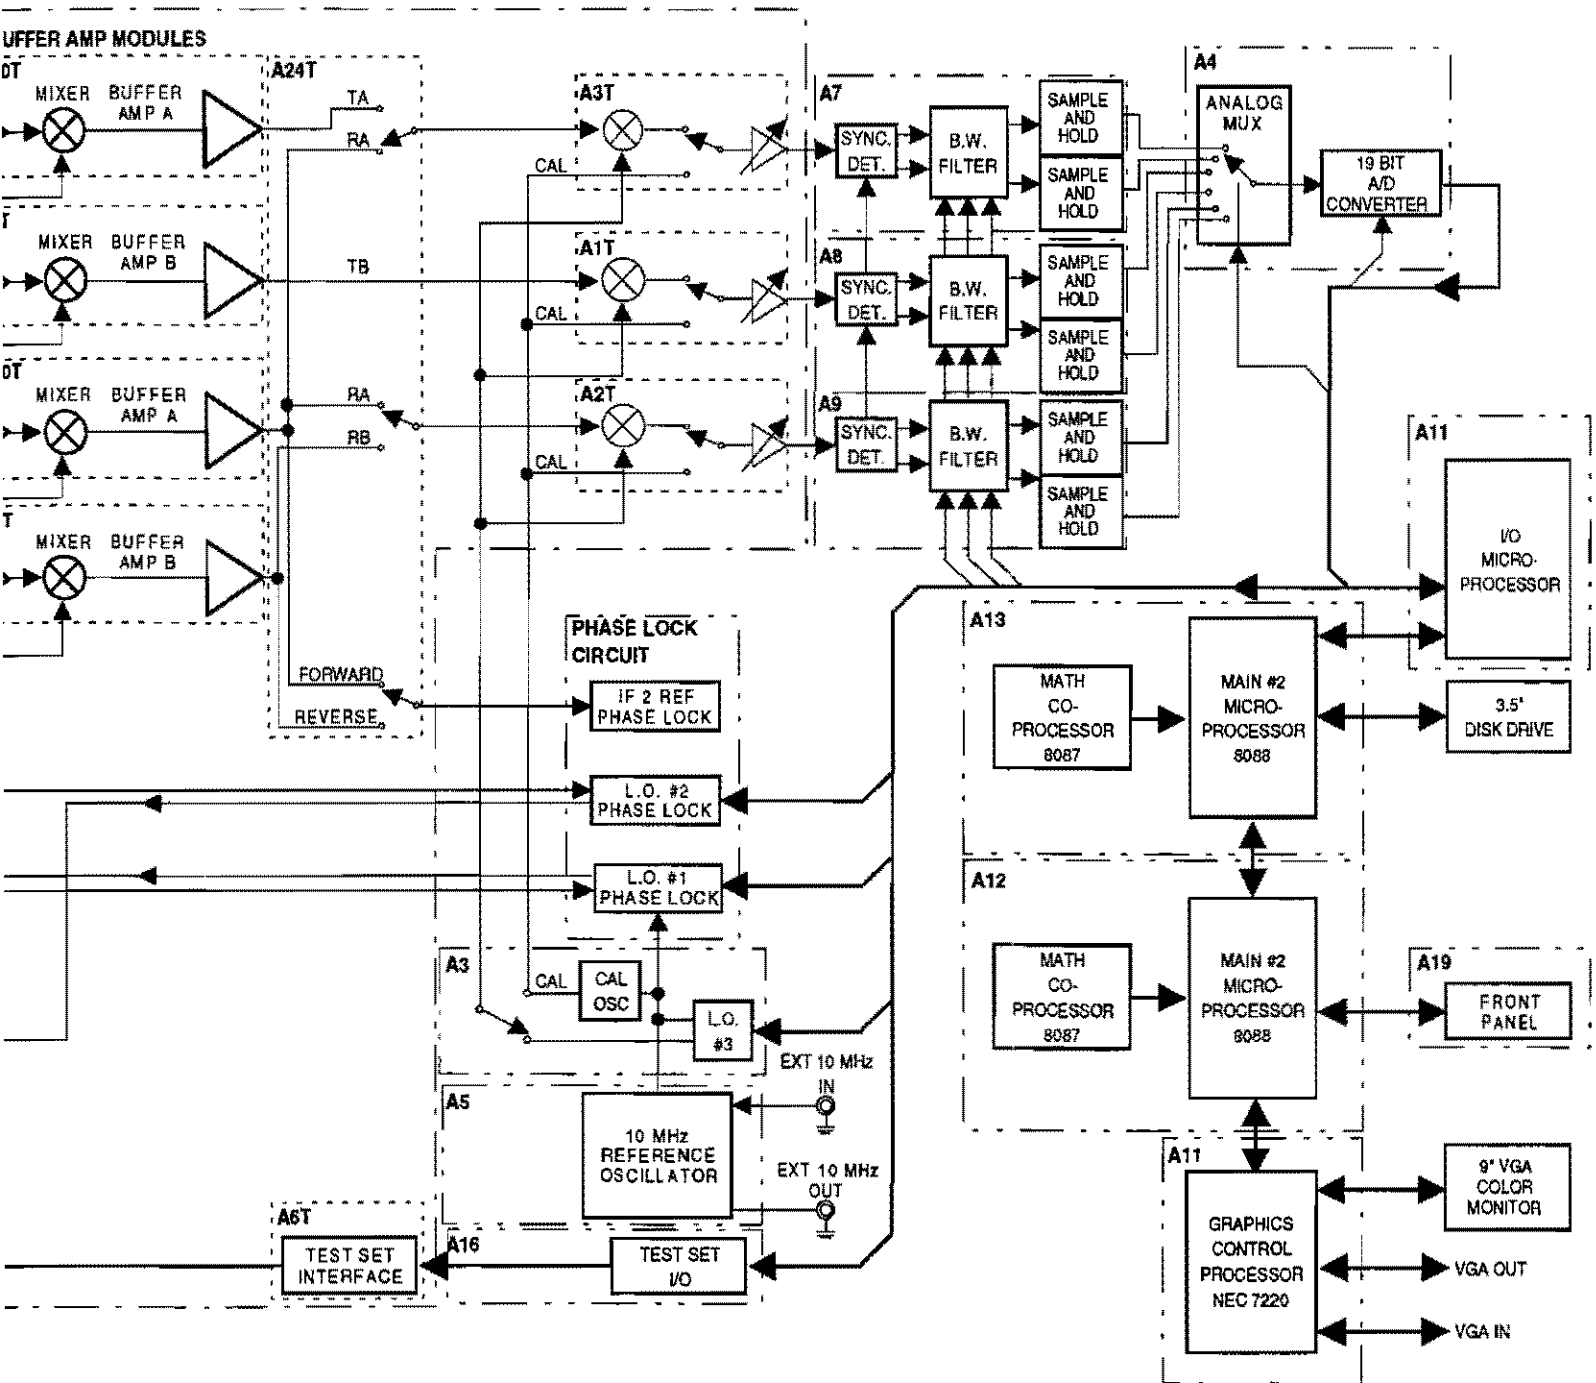 UFFER AMP MODULES
0T
MIXER
BUFFER
AMP A
A24T
TA
RA
T
MIXER
BUFFER
AMP B
TB
0T
MIXER
BUFFER
AMP A
RA
RB
T
MIXER
BUFFER
AMP B
FORWARD
REVERSE
A3T
CAL
A1T
CAL
A2T
CAL
A7
SYNC.
DET.
B.W.
FILTER
SAMPLE
AND
HOLD
SAMPLE
AND
HOLD
A8
SYNC.
DET.
B.W.
FILTER
SAMPLE
AND
HOLD
SAMPLE
AND
HOLD
A9
SYNC.
DET.
B.W.
FILTER
SAMPLE
AND
HOLD
SAMPLE
AND
HOLD
A4
ANALOG
MUX
19 BIT
A/D
CONVERTER
A11
I/O
MICRO-
PROCESSOR
PHASE LOCK
CIRCUIT
IF 2 REF
PHASE LOCK
L.O. #2
PHASE LOCK
L.O. #1
PHASE LOCK
A3
CAL
CAL
OSC
L.O.
#3
A5
10 MHz
REFERENCE
OSCILLATOR
EXT 10 MHz
IN
EXT 10 MHz
OUT
A6T
TEST SET
INTERFACE
A16
TEST SET
I/O
A13
MATH
CO-
PROCESSOR
8087
MAIN #2
MICRO-
PROCESSOR
8088
3.5"
DISK DRIVE
A12
MATH
CO-
PROCESSOR
8087
MAIN #2
MICRO-
PROCESSOR
8088
A19
FRONT
PANEL
A11
GRAPHICS
CONTROL
PROCESSOR
NEC 7220
9" VGA
COLOR
MONITOR
VGA OUT
VGA IN